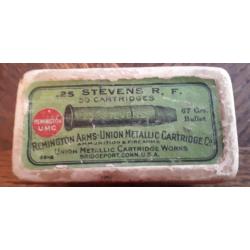 .25 STEVENS R. F.
50 CARTRIDGES
67 Grs.
Bullet
REMINGTON
UMC
REMINGTON ARMS-UNION METALLIC CARTRIDGE Co
AMMUNITION & FIREARMS
UNION METALLIC CARTRIDGE WORKS
BRIDGEPORT, CONN. U.S.A.